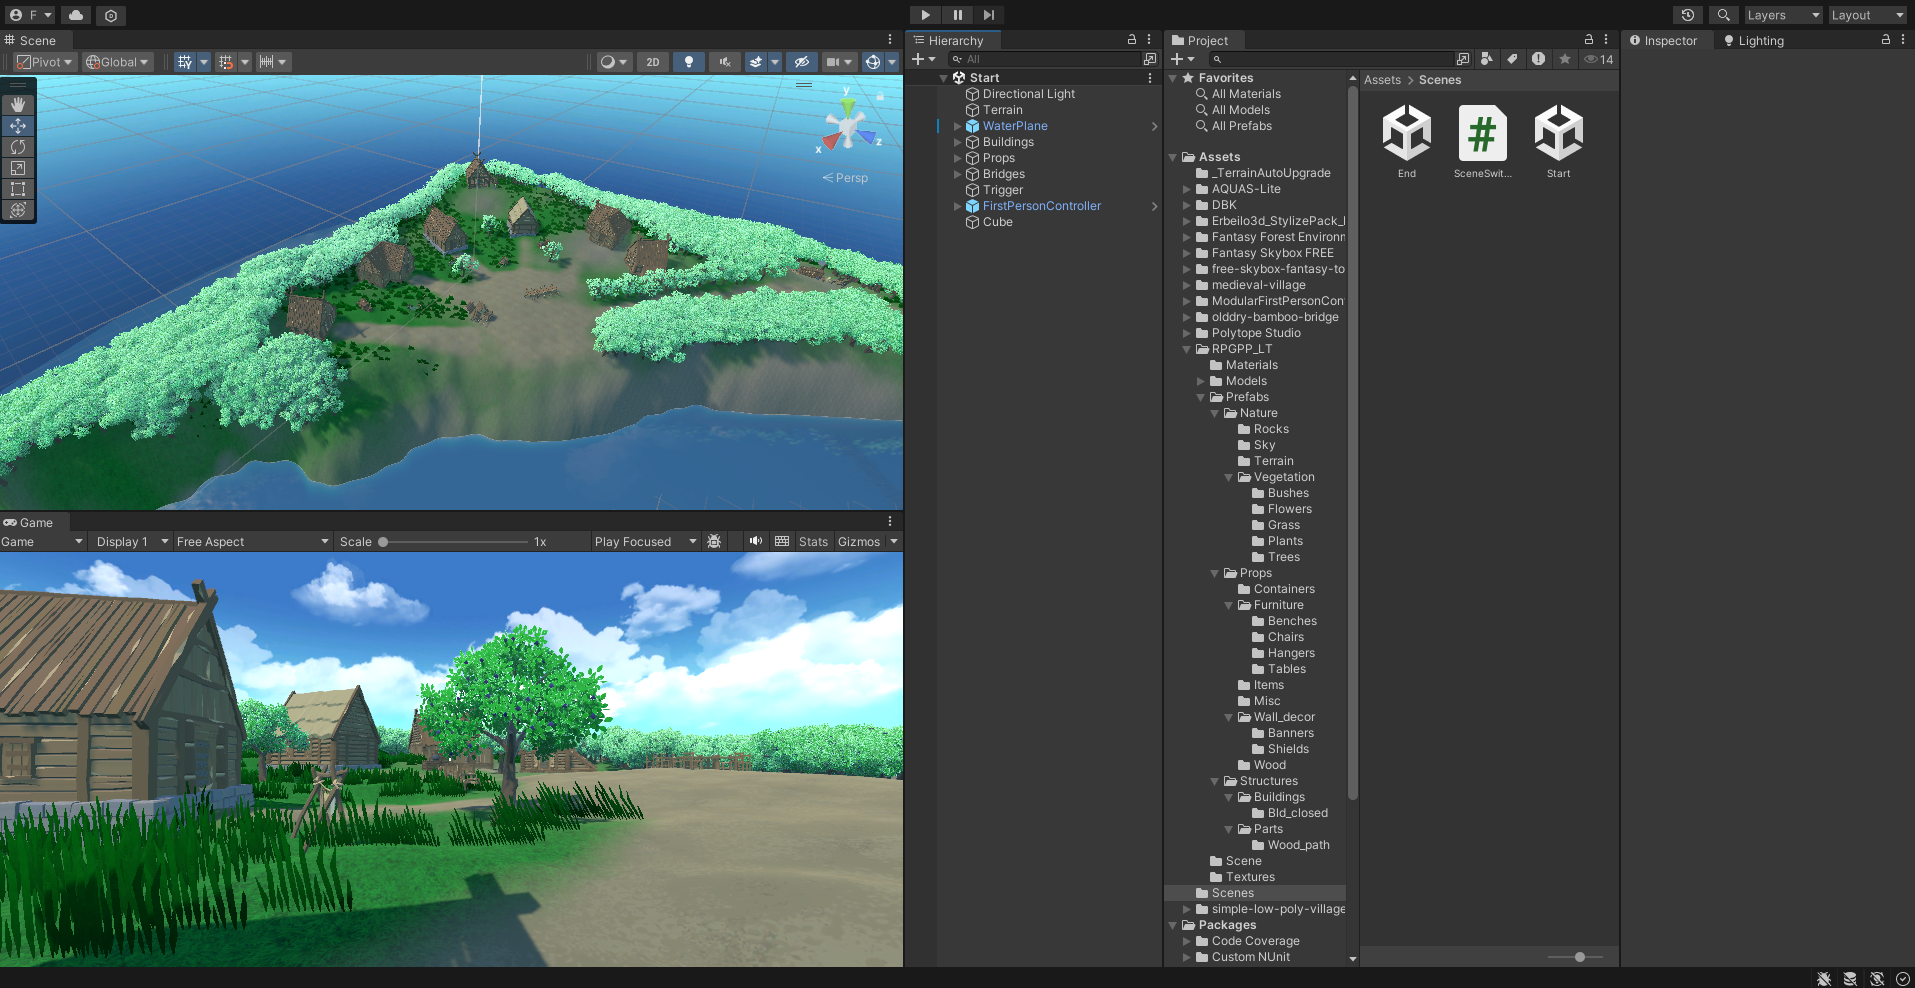 F
Layers
Layout
Scene
Pivot
Global
2D
y
x
z
Persp
Game
Game
Display 1
Free Aspect
Scale
1x
Play Focused
Stats
Gizmos
Hierarchy
All
Start
Directional Light
Terrain
WaterPlane
Buildings
Props
Bridges
Trigger
FirstPersonController
Cube
Project
14
Favorites
All Materials
All Models
All Prefabs
Assets
_TerrainAutoUpgrade
AQUAS-Lite
DBK
Erbeilo3d_StylizePack_
Fantasy Forest Environ
Fantasy Skybox FREE
free-skybox-fantasy-to
medieval-village
ModularFirstPersonCon
olddry-bamboo-bridge
Polytope Studio
RPGPP_LT
Materials
Models
Prefabs
Nature
Rocks
Sky
Terrain
Vegetation
Bushes
Flowers
Grass
Plants
Trees
Props
Containers
Furniture
Benches
Chairs
Hangers
Tables
Items
Misc
Wall_decor
Banners
Shields
Wood
Structures
Buildings
Bld_closed
Parts
Wood_path
Scene
Textures
Scenes
simple-low-poly-village
Packages
Code Coverage
Custom NUnit
Assets > Scenes
#
End
SceneSwit...
Start
Inspector
Lighting